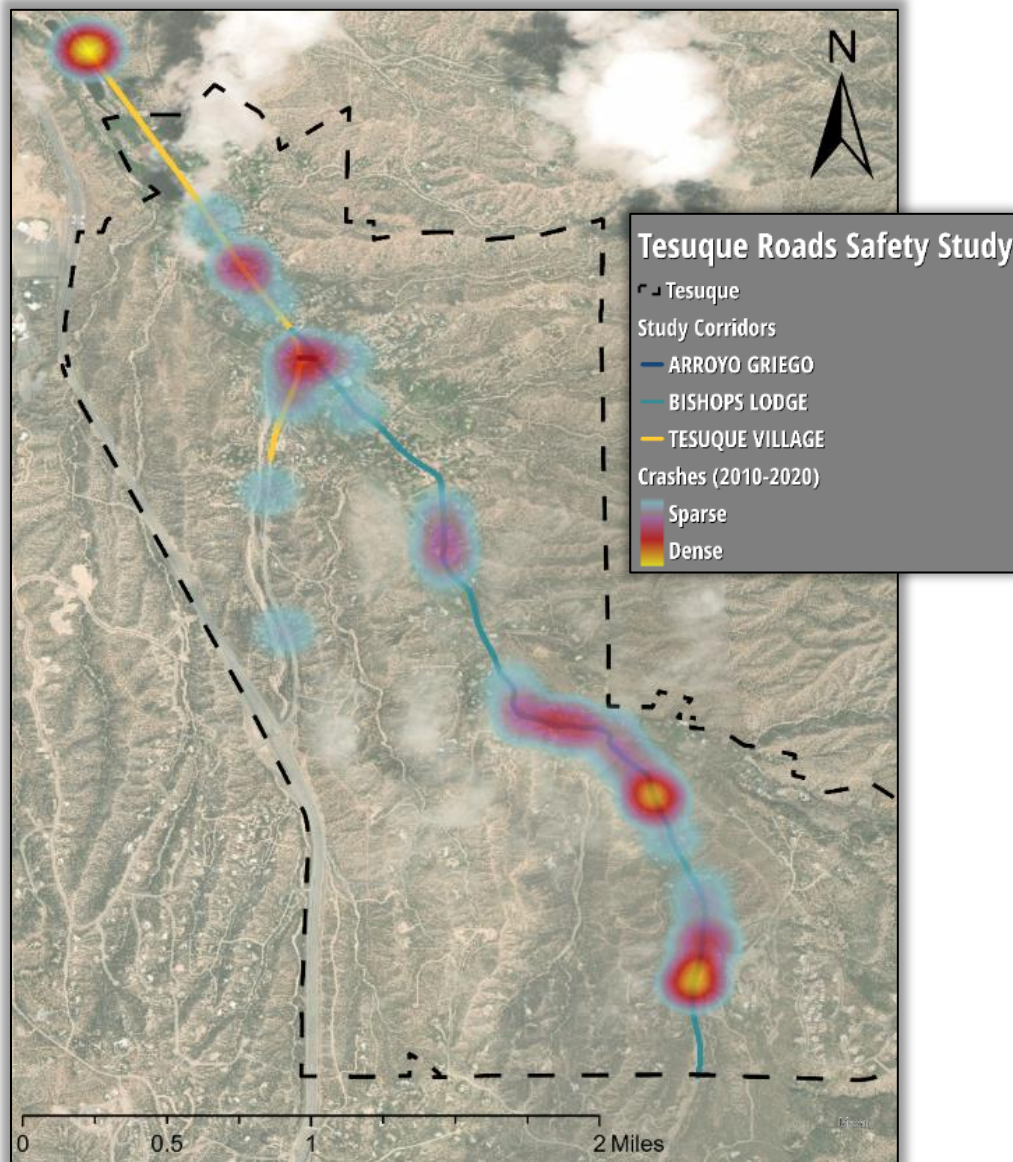 N
Tesuque Roads Safety Study
Tesuque
Study Corridors
ARROYO GRIEGO
BISHOPS LODGE
TESUQUE VILLAGE
Crashes (2010-2020)
Sparse
Dense
0 0.5 1 2 Miles